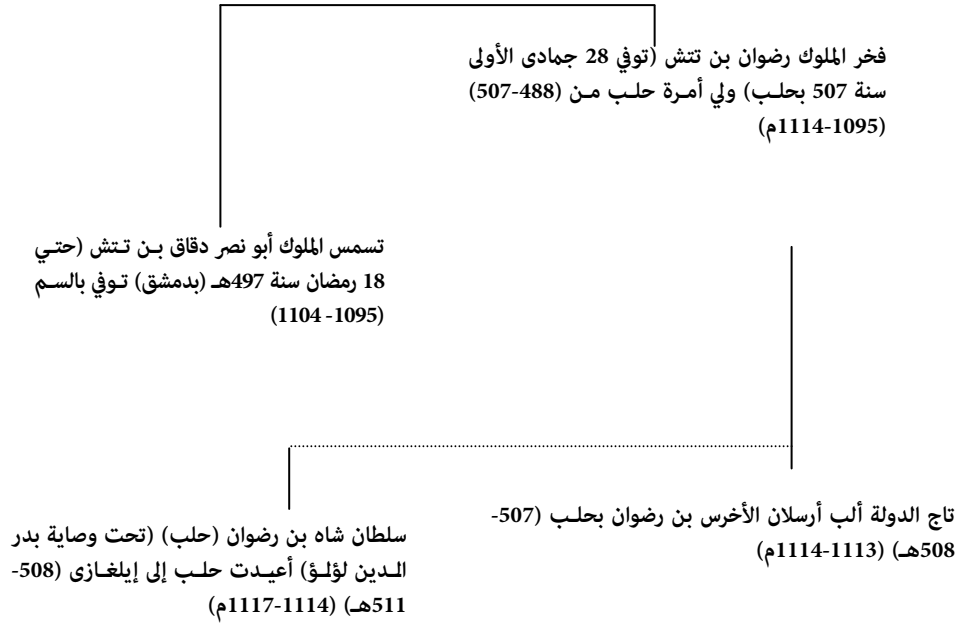 فخر الملوك رضوان بن تتش (توفي 28 جمادى الأولى
سنة 507 بحلب) ولي أمرة حلب من (488-507)
(1095-1114م)
تسمس الملوك أبو نصر دقاق بن تتش (حتي
18 رمضان سنة 497هـ (بدمشق) توفي بالسم
(1095- 1104)
تاج الدولة ألب أرسلان الأخرس بن رضوان بحلب (507-
508هـ) (1113-1114م)
سلطان شاه بن رضوان (حلب) (تحت وصاية بدر
الدين لؤلؤ) أعيدت حلب إلى إيلغازى (508-
511هـ) (1114-1117م)